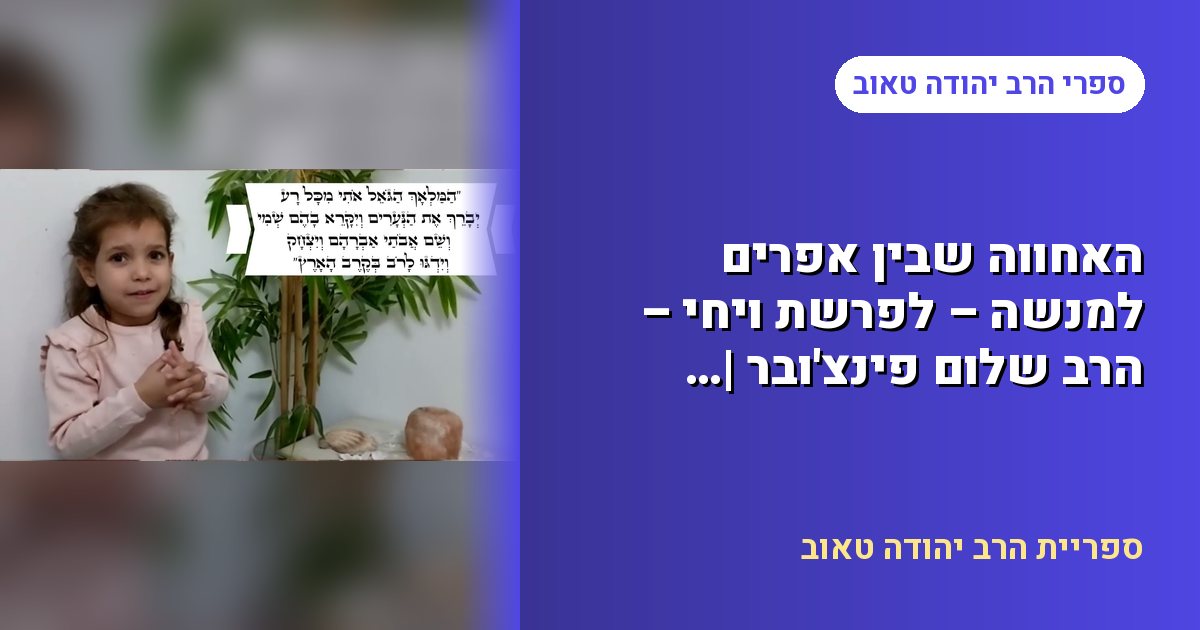 ספרי הרב יהודה טאוב
האחווה שבין אפרים
למנשה – לפרשת ויחי –
הרב שלום פינצ'ובר |...
ספריית הרב יהודה טאוב
"הַמַּלְאָךְ הַגֹּאֵל אֹתִי מִכָּל רָע
יְבָרֵךְ אֶת הַנְּעָרִים וְיִקָּרֵא בָהֶם שְׁמִי
וְשֵׁם אֲבֹתַי אַבְרָהָם וְיִצְחָק
וְיִדְגּוּ לָרֹב בְּקֶרֶב הָאָרֶץ"